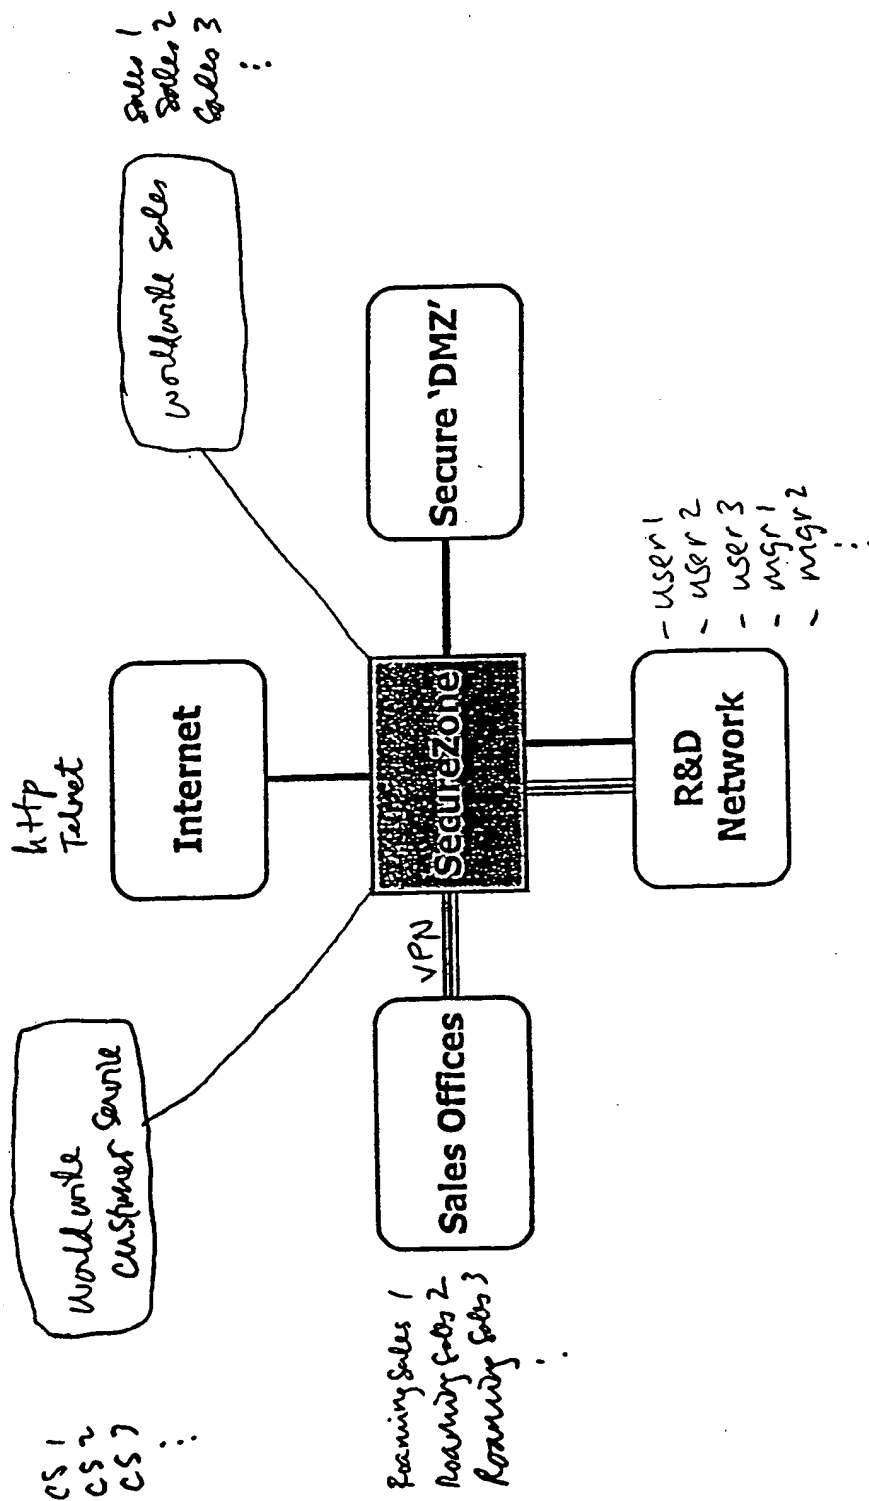 CS 1
CS 2
CS 3
⋮
Worldwide
customer service
http
Telnet
Internet
worldwide sales
Sales 1
Sales 2
Sales 3
⋮
Roaming Sales 1
Roaming Sales 2
Roaming Sales 3
⋮
Sales Offices
VPN
SecureZone
Secure 'DMZ'
R&D
Network
- user 1
- user 2
- user 3
- mgr 1
- mgr 2
⋮